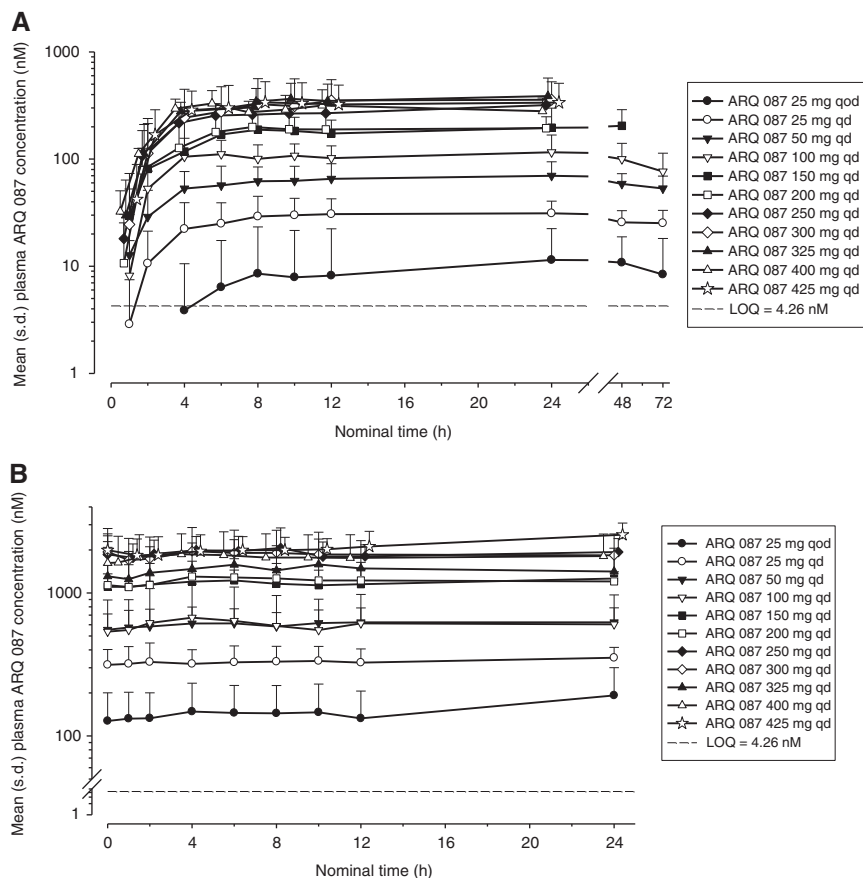 A
Mean (s.d.) plasma ARQ 087 concentration (nM)
1000
100
10
1
0
4
8
12
16
20
24
48
72
Nominal time (h)
ARQ 087 25 mg qod
ARQ 087 25 mg qd
ARQ 087 50 mg qd
ARQ 087 100 mg qd
ARQ 087 150 mg qd
ARQ 087 200 mg qd
ARQ 087 250 mg qd
ARQ 087 300 mg qd
ARQ 087 325 mg qd
ARQ 087 400 mg qd
ARQ 087 425 mg qd
LOQ = 4.26 nM
B
Mean (s.d.) plasma ARQ 087 concentration (nM)
1000
100
1
0
4
8
12
16
20
24
Nominal time (h)
ARQ 087 25 mg qod
ARQ 087 25 mg qd
ARQ 087 50 mg qd
ARQ 087 100 mg qd
ARQ 087 150 mg qd
ARQ 087 200 mg qd
ARQ 087 250 mg qd
ARQ 087 300 mg qd
ARQ 087 325 mg qd
ARQ 087 400 mg qd
ARQ 087 425 mg qd
LOQ = 4.26 nM